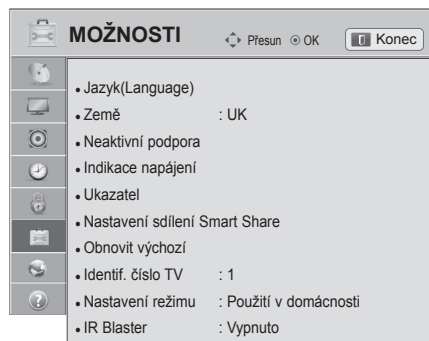 MOŽNOSTI Přesun OK Konec
• Jazyk(Language)
• Země : UK
• Neaktivní podpora
• Indikace napájení
• Ukazatel
• Nastavení sdílení Smart Share
• Obnovit výchozí
• Identif. číslo TV : 1
• Nastavení režimu : Použití v domácnosti
• IR Blaster : Vypnuto